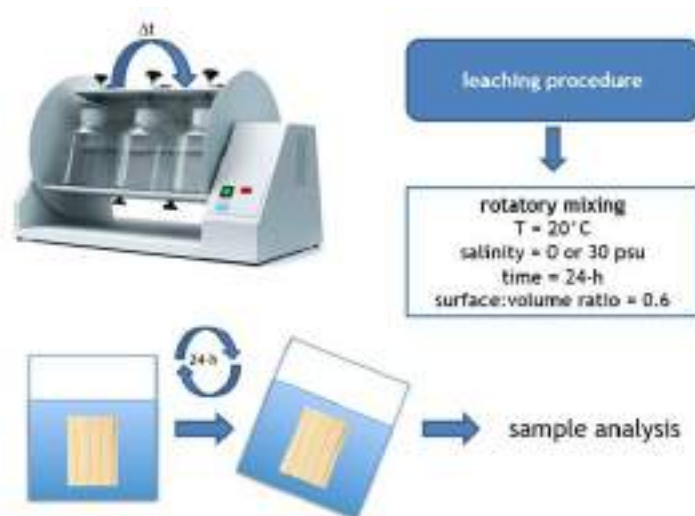 Δt
leaching procedure
rotatory mixing
T = 20°C
salinity = 0 or 30 psu
time = 24-h
surface:volume ratio = 0.6
24-h
sample analysis